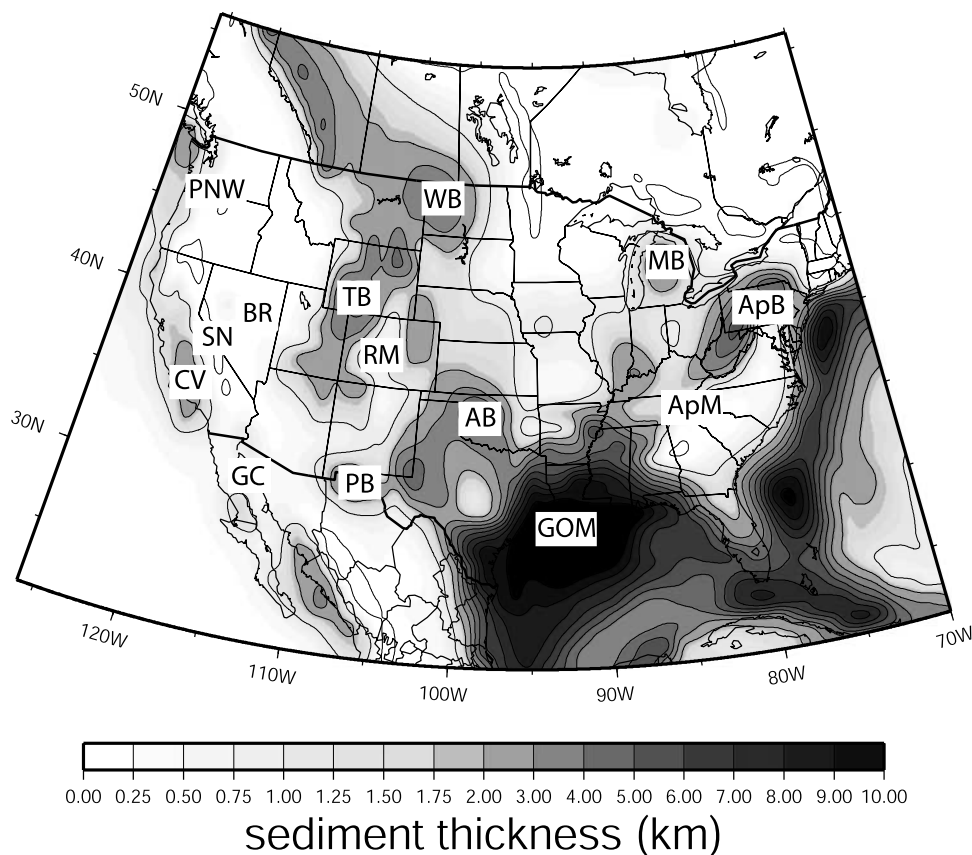 50N
PNW
WB
40N
MB
TB
BR
ApB
SN
RM
CV
ApM
AB
30N
GC
PB
GOM
120W
110W
100W
90W
80W
70W
0.00 0.25 0.50 0.75 1.00 1.25 1.50 1.75 2.00 3.00 4.00 5.00 6.00 7.00 8.00 9.00 10.00
sediment thickness (km)